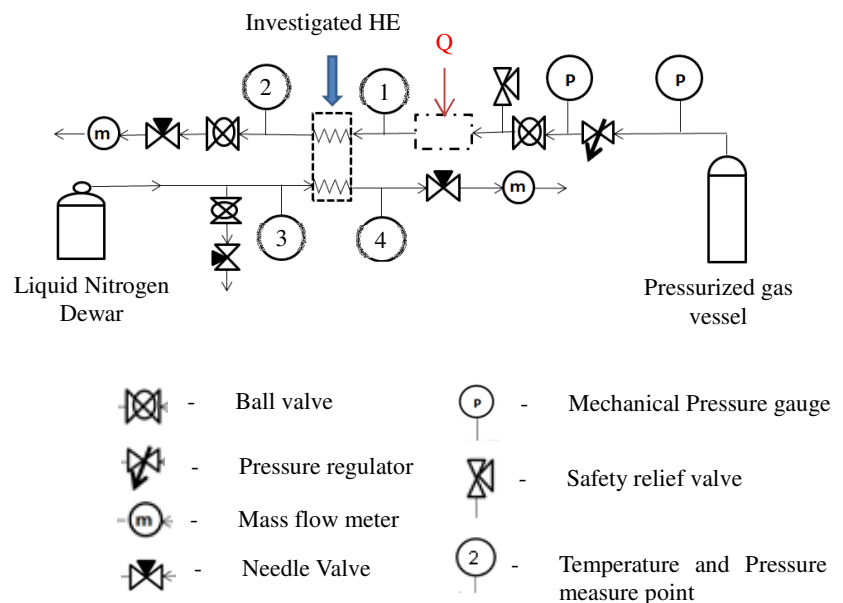 Investigated HE
Q
2
1
P
P
m
m
3
4
Liquid Nitrogen
Dewar
Pressurized gas
vessel
- Ball valve
P - Mechanical Pressure gauge
- Pressure regulator
- Safety relief valve
m - Mass flow meter
- Needle Valve
2 - Temperature and Pressure
measure point